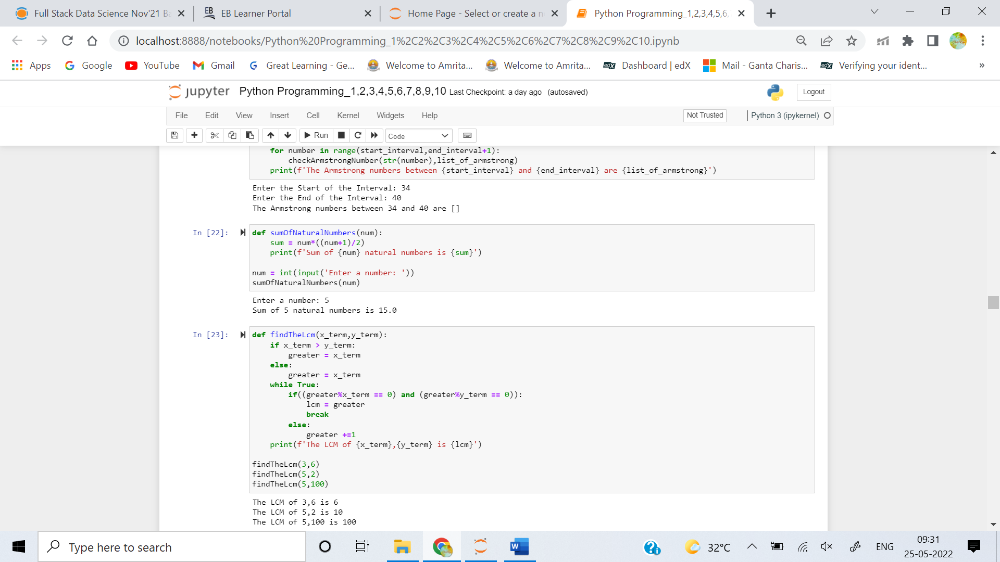 Full Stack Data Science Nov'21 Ba
EB Learner Portal
Home Page - Select or create a n
Python Programming_1,2,3,4,5,6,
localhost:8888/notebooks/Python%20Programming_1%2C2%2C3%2C4%2C5%2C6%2C7%2C8%2C9%2C10.ipynb
Apps
Google
YouTube
Gmail
Great Learning - Ge...
Welcome to Amrita...
Welcome to Amrita...
Dashboard | edX
Mail - Ganta Charis...
Verifying your ident...
»
jupyter
Python Programming_1,2,3,4,5,6,7,8,9,10 Last Checkpoint: a day ago (autosaved)
Logout
File Edit View Insert Cell Kernel Widgets Help
Not Trusted
Python 3 (ipykernel)
Run
Code
for number in range(start_interval,end_interval+1):
checkArmstrongNumber(str(number),list_of_armstrong)
print(f'The Armstrong numbers between {start_interval} and {end_interval} are {list_of_armstrong}')
Enter the Start of the Interval: 34
Enter the End of the Interval: 40
The Armstrong numbers between 34 and 40 are []
In [22]:
def sumOfNaturalNumbers(num):
sum = num*((num+1)/2)
print(f'Sum of {num} natural numbers is {sum}')
num = int(input('Enter a number: '))
sumOfNaturalNumbers(num)
Enter a number: 5
Sum of 5 natural numbers is 15.0
In [23]:
def findTheLcm(x_term,y_term):
if x_term > y_term:
greater = x_term
else:
greater = x_term
while True:
if((greater%x_term == 0) and (greater%y_term == 0)):
lcm = greater
break
else:
greater +=1
print(f'The LCM of {x_term},{y_term} is {lcm}')
findTheLcm(3,6)
findTheLcm(5,2)
findTheLcm(5,100)
The LCM of 3,6 is 6
The LCM of 5,2 is 10
The LCM of 5,100 is 100
Type here to search
32°C
ENG
09:31
25-05-2022